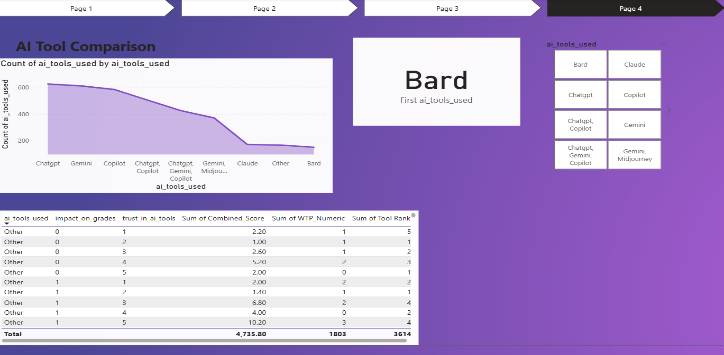 Page 1
Page 2
Page 3
Page 4
AI Tool Comparison
Count of ai_tools_used by ai_tools_used
Count of ai_tools_used
600
400
200
Chatgpt
Gemini
Copilot
Chatgpt, Copilot
Chatgpt, Gemini, Copilot
Gemini, Midjou...
Claude
Other
Bard
ai_tools_used
Bard
First ai_tools_used
ai_tools_used
Bard
Claude
Chatgpt
Copilot
Chatgpt, Copilot
Gemini
Chatgpt, Gemini, Copilot
Gemini, Midjourney
ai_tools_used impact_on_grades trust_in_ai_tools Sum of Combined_Score Sum of WTP_Numeric Sum of Tool Rank
Other 0 1 2.20 1 5
Other 0 2 1.00 1 1
Other 0 3 2.60 1 2
Other 0 4 5.20 2 3
Other 0 5 2.00 0 1
Other 1 1 2.00 2 2
Other 1 2 1.40 1 1
Other 1 3 6.80 2 4
Other 1 4 4.00 0 2
Other 1 5 10.20 3 4
Total 4,735.80 1803 3614